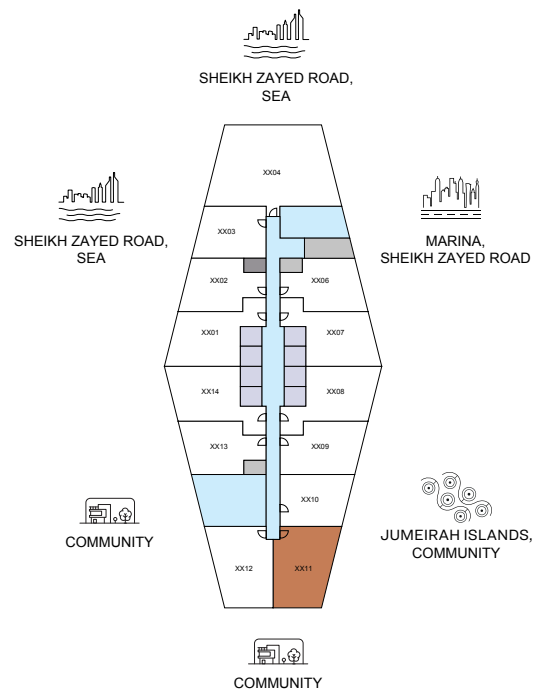 SHEIKH ZAYED ROAD,
SEA
XX04
SHEIKH ZAYED ROAD,
SEA
XX03
MARINA,
SHEIKH ZAYED ROAD
XX02
XX06
XX01
XX07
XX14
XX08
XX13
XX09
XX10
COMMUNITY
JUMEIRAH ISLANDS,
COMMUNITY
XX12
XX11
COMMUNITY